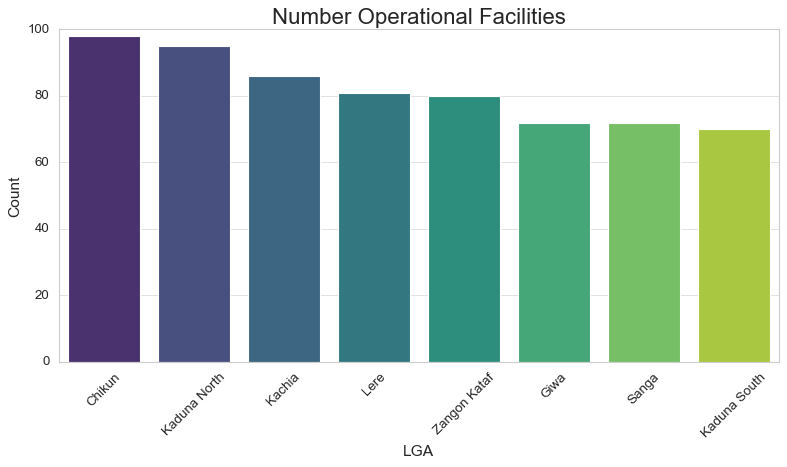 Number Operational Facilities
Count
100
80
60
40
20
0
Chikun
Kaduna North
Kachia
Lere
Zangon Kataf
Giwa
Sanga
Kaduna South
LGA